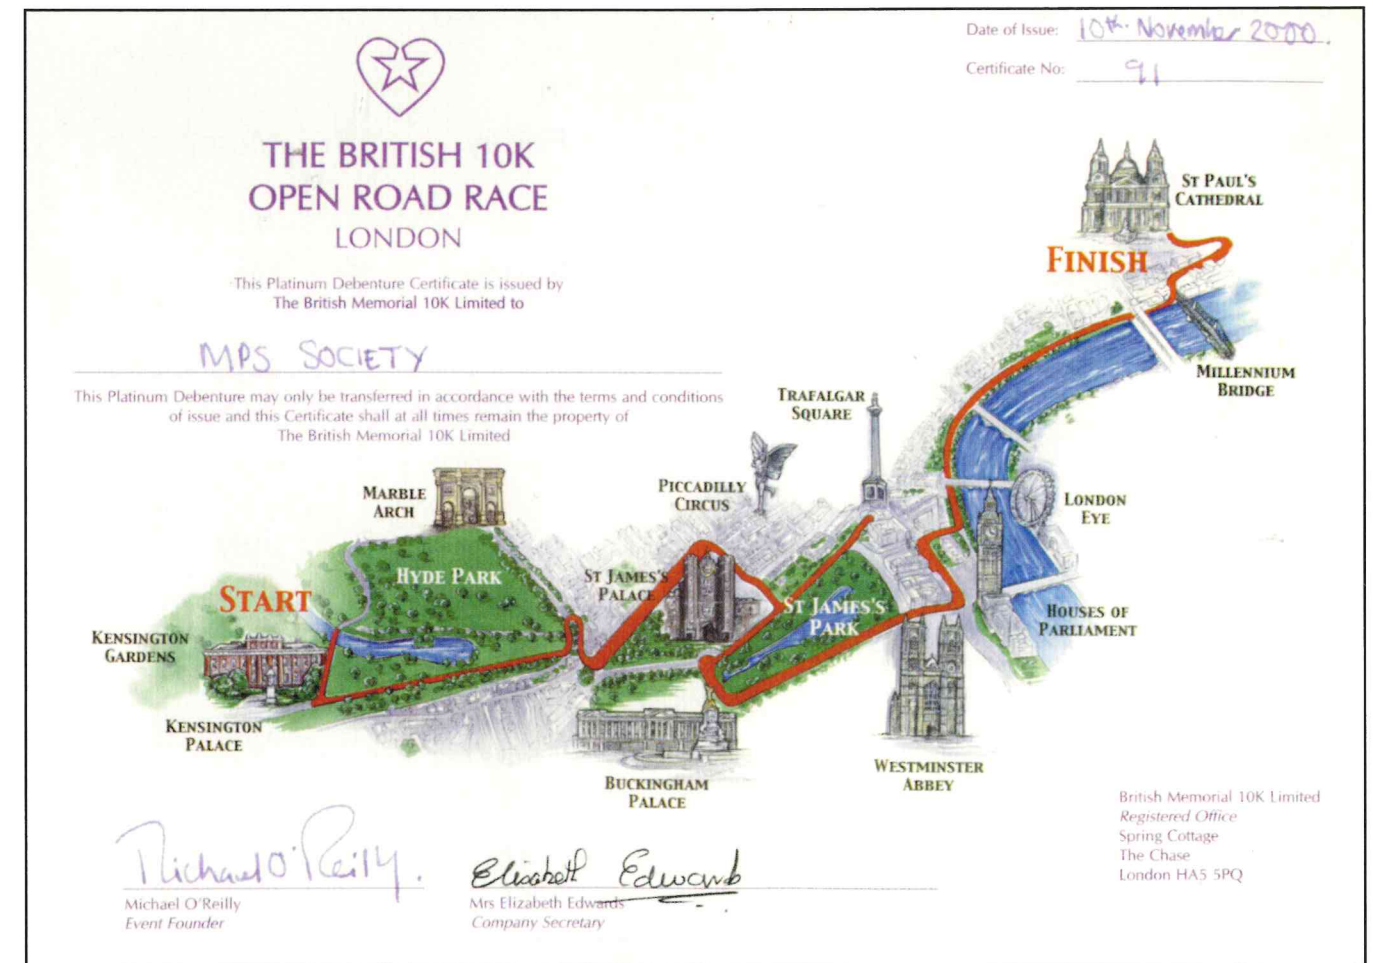 Date of Issue: 10th November 2000.
Certificate No: 91
THE BRITISH 10K
OPEN ROAD RACE
LONDON
This Platinum Debenture Certificate is issued by
The British Memorial 10K Limited to
MPS SOCIETY
This Platinum Debenture may only be transferred in accordance with the terms and conditions
of issue and this Certificate shall at all times remain the property of
The British Memorial 10K Limited
ST PAUL'S
CATHEDRAL
FINISH
MILLENNIUM
BRIDGE
TRAFALGAR
SQUARE
PICCADILLY
CIRCUS
MARBLE
ARCH
LONDON
EYE
HYDE PARK
ST JAMES'S
PALACE
START
ST JAMES'S
PARK
HOUSES OF
PARLIAMENT
KENSINGTON
GARDENS
KENSINGTON
PALACE
BUCKINGHAM
PALACE
WESTMINSTER
ABBEY
British Memorial 10K Limited
Registered Office
Spring Cottage
The Chase
London HA5 5PQ
Michael O'Reilly.
Michael O'Reilly
Event Founder
Elizabeth Edwards
Mrs Elizabeth Edwards
Company Secretary